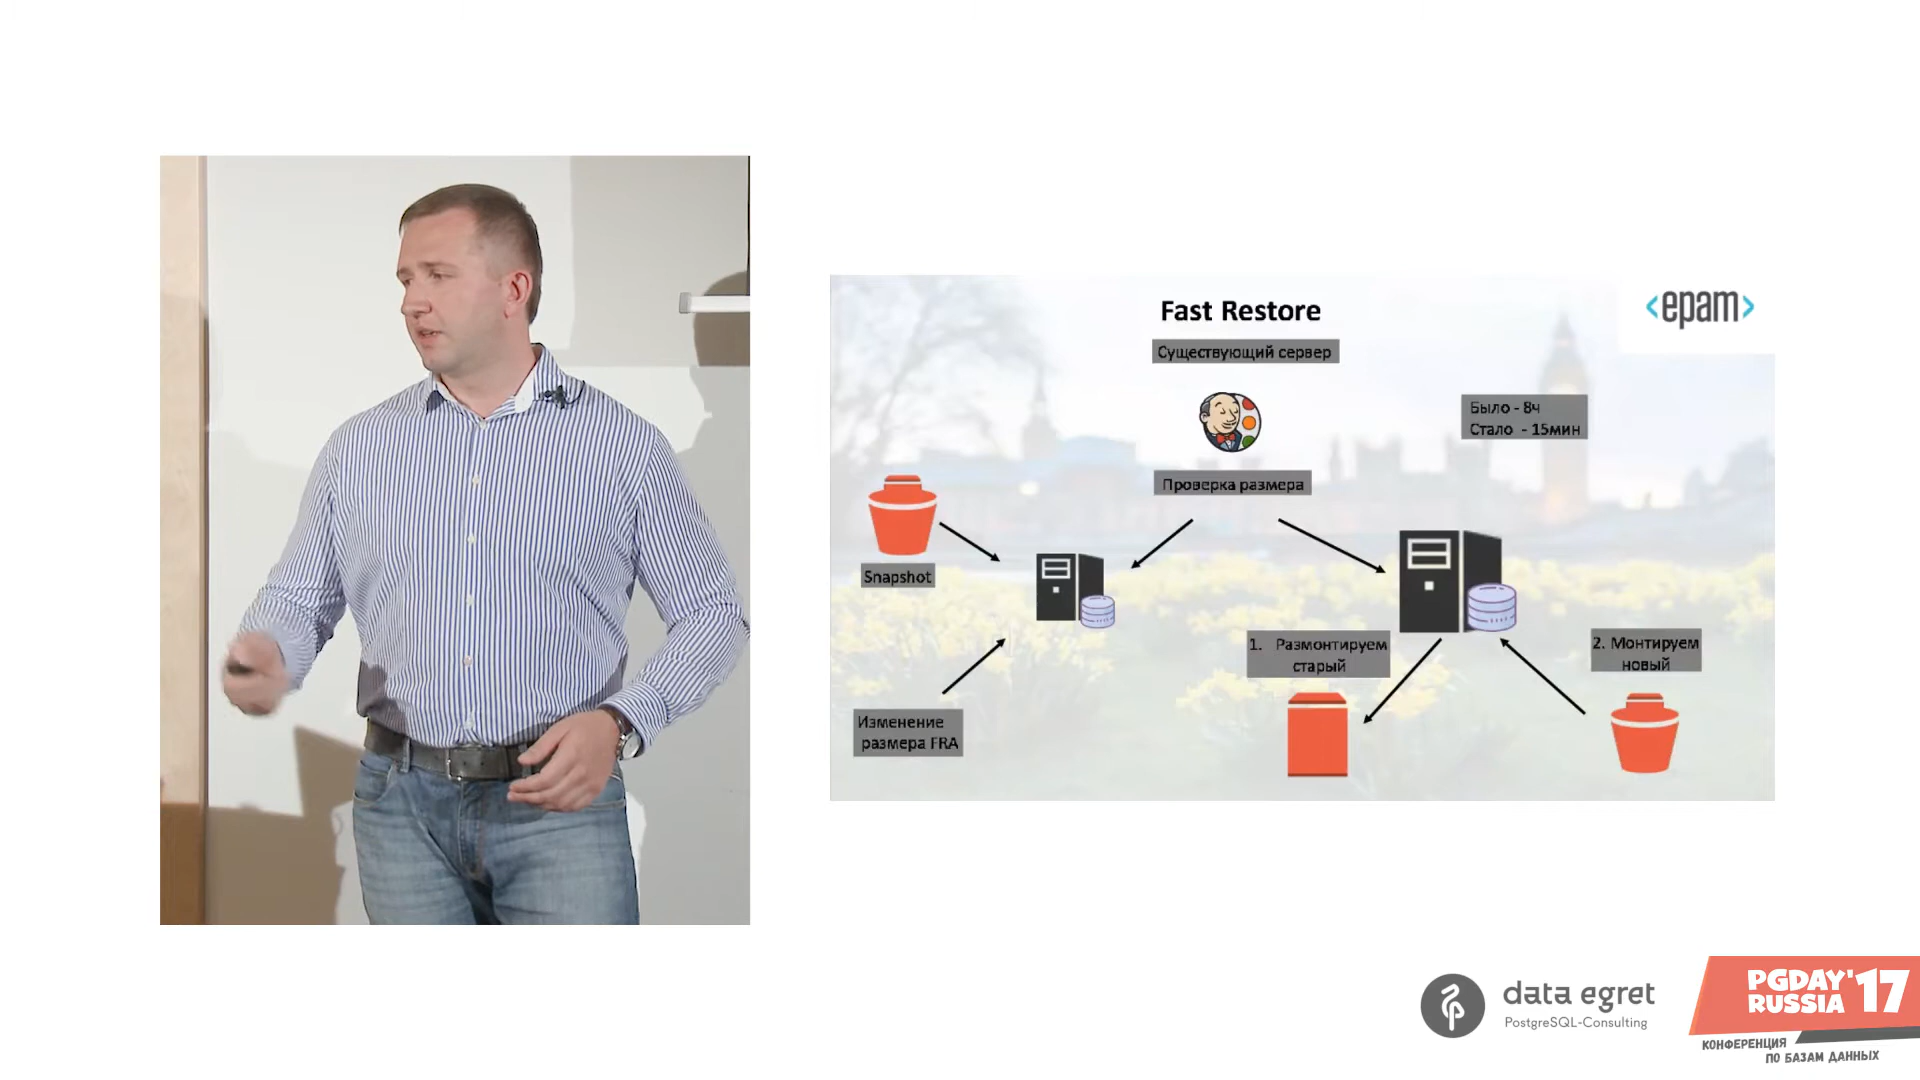 Fast Restore
<epam>
Существующий сервер
Было - 8ч
Стало - 15мин
Проверка размера
Snapshot
1. Размонтируем
старый
2. Монтируем
новый
Изменение
размера FRA
data egret
PostgreSQL-Consulting
PGDAY'17
RUSSIA
КОНФЕРЕНЦИЯ
ПО БАЗАМ ДАННЫХ